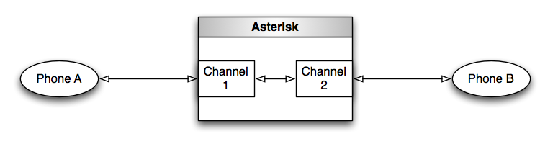 Asterisk
Phone A
Channel
1
Channel
2
Phone B